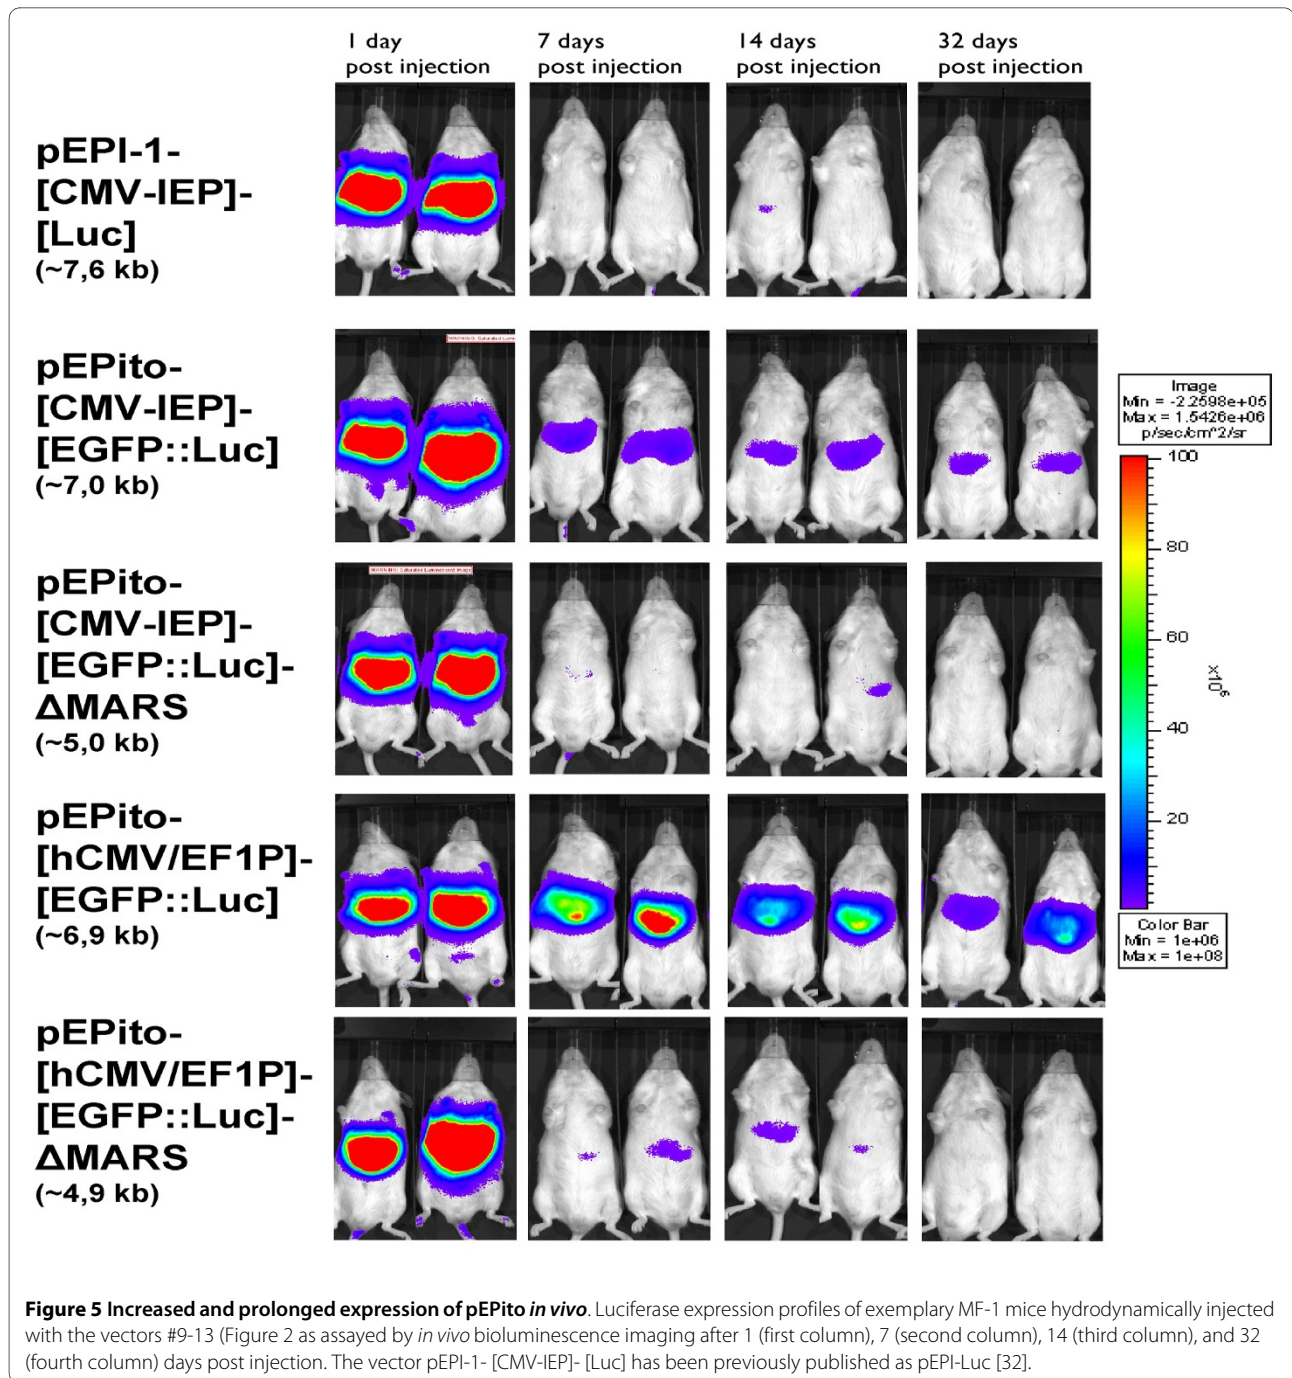 1 day
post injection
7 days
post injection
14 days
post injection
32 days
post injection
pEPI-1-
[CMV-IEP]-
[Luc]
(~7,6 kb)
pEPito-
[CMV-IEP]-
[EGFP::Luc]
(~7,0 kb)
pEPito-
[CMV-IEP]-
[EGFP::Luc]-
ΔMARS
(~5,0 kb)
WARNING: Saturated Luminescent Image
pEPito-
[hCMV/EF1P]-
[EGFP::Luc]
(~6,9 kb)
pEPito-
[hCMV/EF1P]-
[EGFP::Luc]-
ΔMARS
(~4,9 kb)
Image
Min = -2.2598e+05
Max = 1.5426e+06
p/sec/cm^2/sr
100
80
60
40
20
x10⁶
Color Bar
Min = 1e+06
Max = 1e+08
Figure 5 Increased and prolonged expression of pEPito in vivo. Luciferase expression profiles of exemplary MF-1 mice hydrodynamically injected
with the vectors #9-13 (Figure 2 as assayed by in vivo bioluminescence imaging after 1 (first column), 7 (second column), 14 (third column), and 32
(fourth column) days post injection. The vector pEPI-1- [CMV-IEP]- [Luc] has been previously published as pEPI-Luc [32].